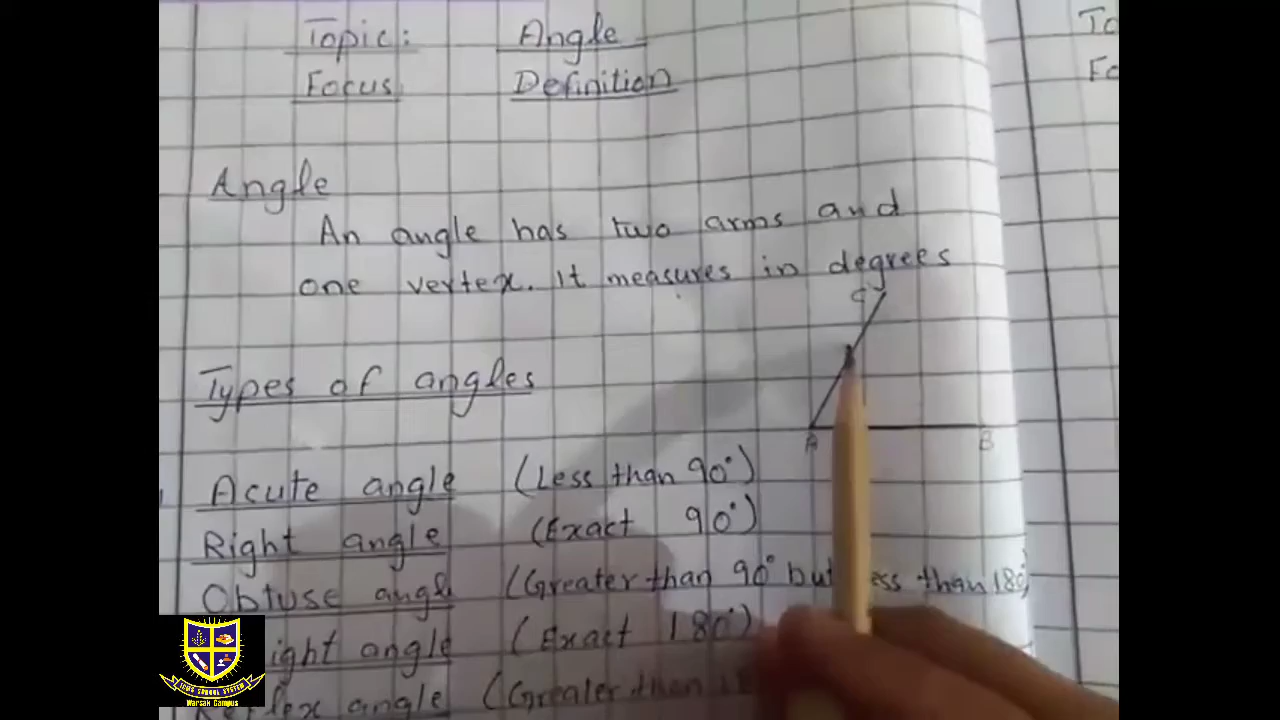 Topic: Angle
Focus Definition
Angle
An angle has two arms and
one vertex. It measures in degrees
C
A B
Types of angles
Acute angle (Less than 90°)
Right angle (Exact 90°)
Obtuse angle (Greater than 90° but less than 180°)
angle (Exact 180°)
angle (Greater than
Warsak Campus